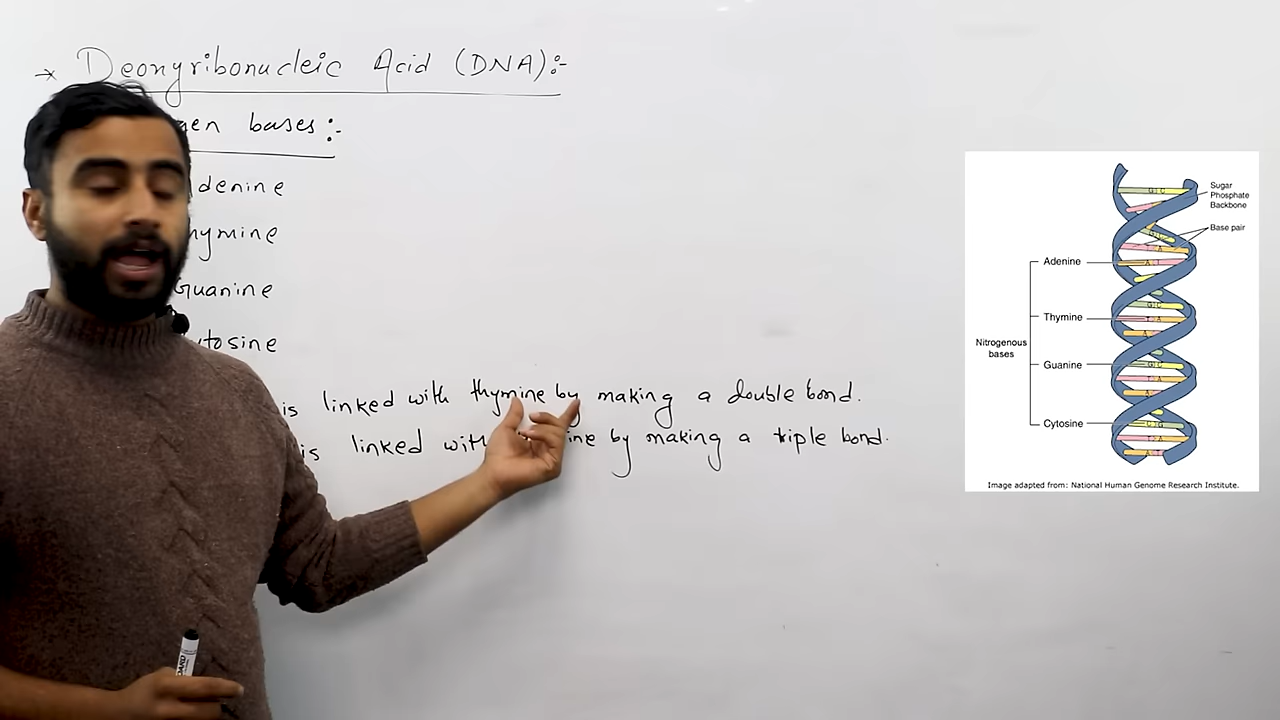 * Deoxyribonucleic Acid (DNA):-
gen bases:-
denine
hymine
Guanine
ytosine
is linked with thymine by making a double bond.
is linked with ine by making a triple bond.
Sugar
Phosphate
Backbone
Base pair
Adenine
Thymine
Nitrogenous
bases
Guanine
Cytosine
Image adapted from: National Human Genome Research Institute.